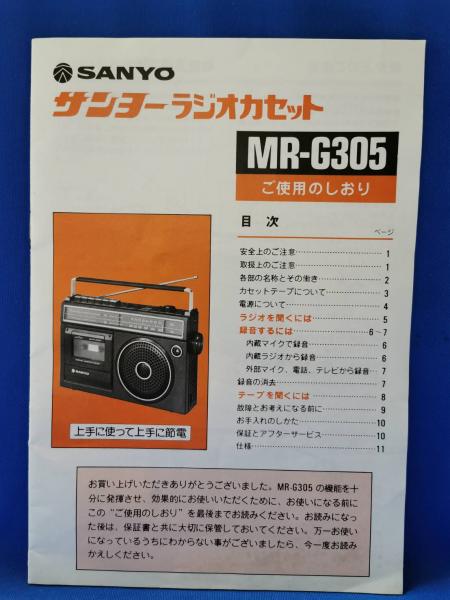 SANYO
サンヨーラジオカセット
MR-G305
ご使用のしおり
目次
ページ
安全上のご注意 1
取扱上のご注意 1
各部の名称とその働き 2
カセットテープについて 3
電源について 4
ラジオを聞くには 5
録音するには 6~7
内蔵マイクで録音 6
内蔵ラジオから録音 6
外部マイク、電話、テレビから録音 7
録音の消去 7
テープを聞くには 8
故障とお考えになる前に 9
お手入れのしかた 10
保証とアフターサービス 10
仕様 11
SANYO
上手に使って上手に節電
お買い上げいただきありがとうございました。MR-G305 の機能を十
分に発揮させ、効果的にお使いいただくために、お使いになる前に
この“ご使用のしおり”を最後までお読みください。お読みになっ
た後は、保証書と共に大切に保管しておいてください。万一お使い
になっているうちにわからない事がございましたら、今一度お読み
かえしください。